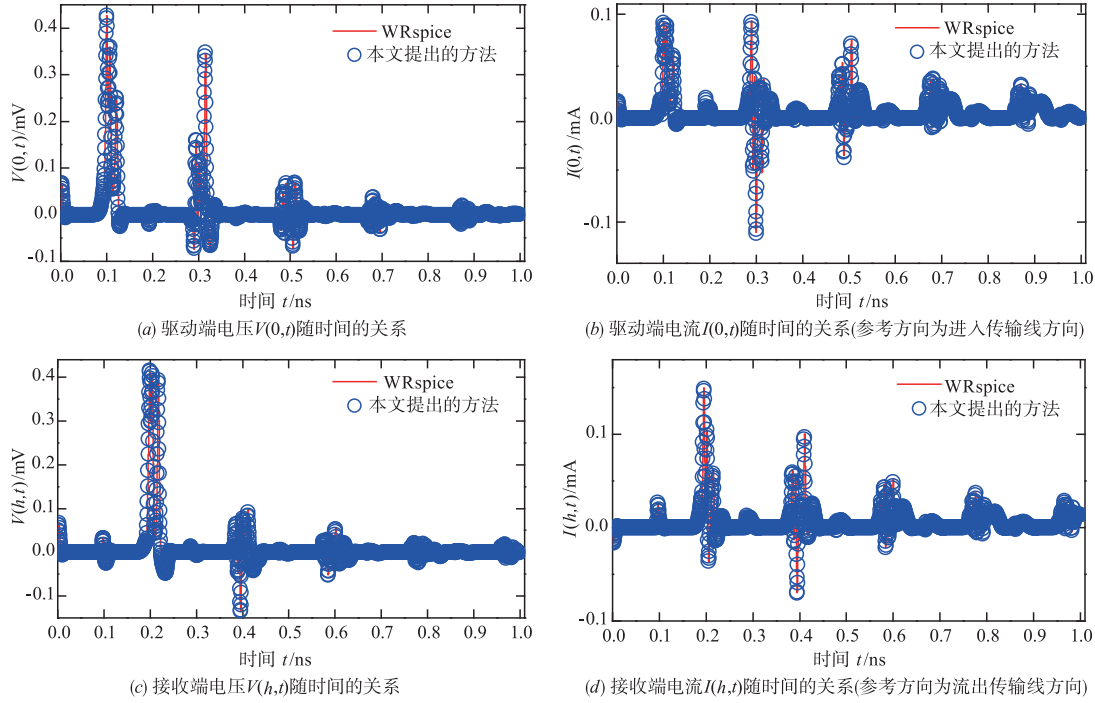 0.4
0.3
0.2
0.1
0.0
-0.1
V(0,t)/mV
WRspice
本文提出的方法
0.0 0.1 0.2 0.3 0.4 0.5 0.6 0.7 0.8 0.9 1.0
时间 t/ns
(a) 驱动端电压V(0,t)随时间的关系
0.1
0.0
-0.1
I(0,t)/mA
WRspice
本文提出的方法
0.0 0.1 0.2 0.3 0.4 0.5 0.6 0.7 0.8 0.9 1.0
时间 t/ns
(b) 驱动端电流I(0,t)随时间的关系(参考方向为进入传输线方向)
0.4
0.3
0.2
0.1
0.0
-0.1
V(h,t)/mV
WRspice
本文提出的方法
0.0 0.1 0.2 0.3 0.4 0.5 0.6 0.7 0.8 0.9 1.0
时间 t/ns
(c) 接收端电压V(h,t)随时间的关系
0.1
0.0
-0.1
I(h,t)/mA
WRspice
本文提出的方法
0.0 0.1 0.2 0.3 0.4 0.5 0.6 0.7 0.8 0.9 1.0
时间 t/ns
(d) 接收端电流I(h,t)随时间的关系(参考方向为流出传输线方向)